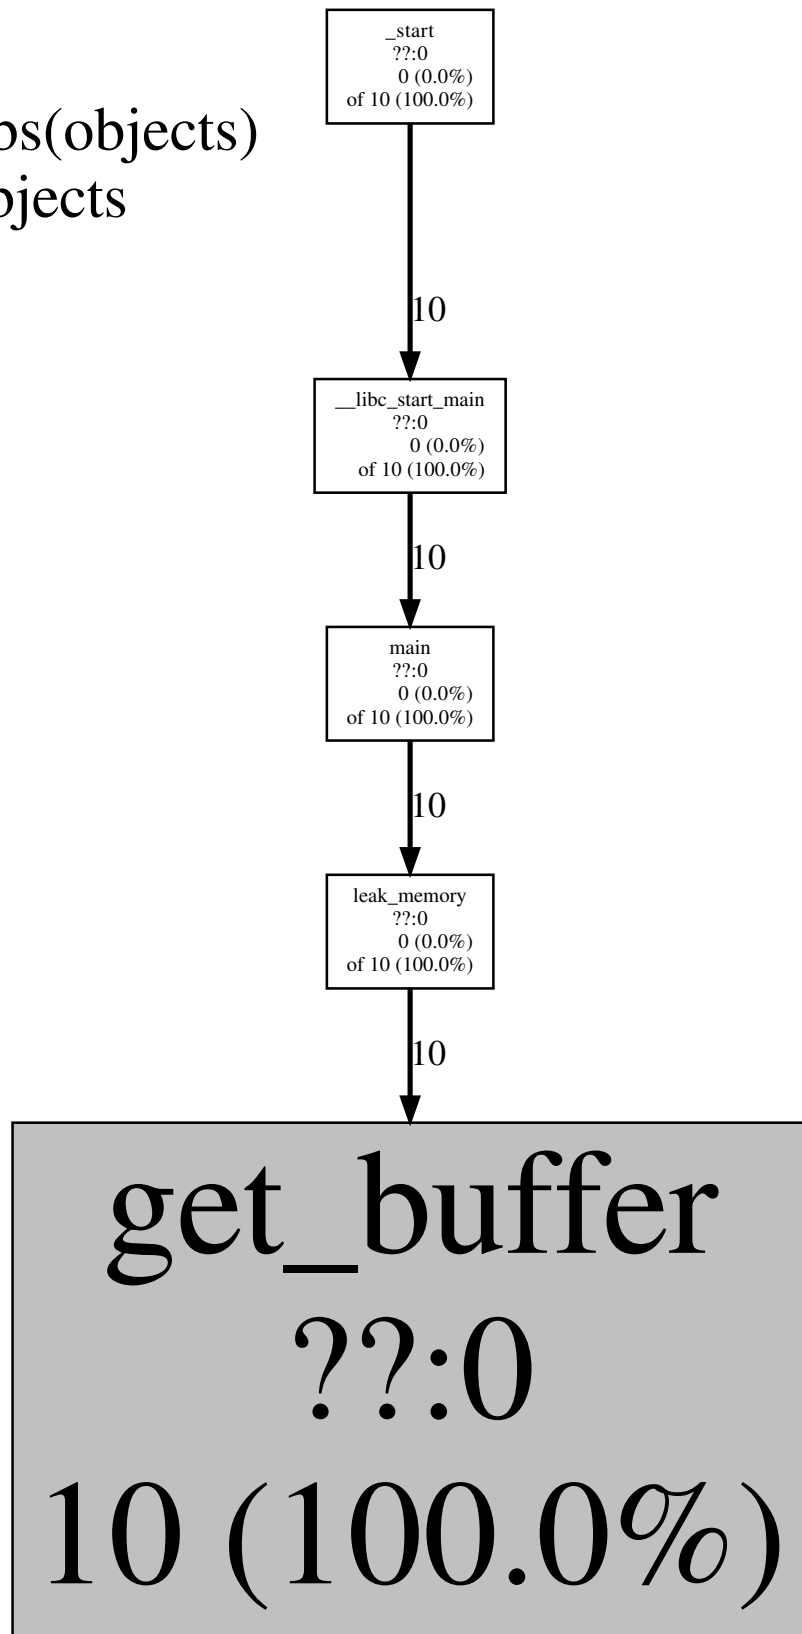 _start
??:0
0 (0.0%)
of 10 (100.0%)
(objects)
10
__libc_start_main
??:0
0 (0.0%)
of 10 (100.0%)
10
main
??:0
0 (0.0%)
of 10 (100.0%)
10
leak_memory
??:0
0 (0.0%)
of 10 (100.0%)
10
get_buffer
??:0
10 (100.0%)